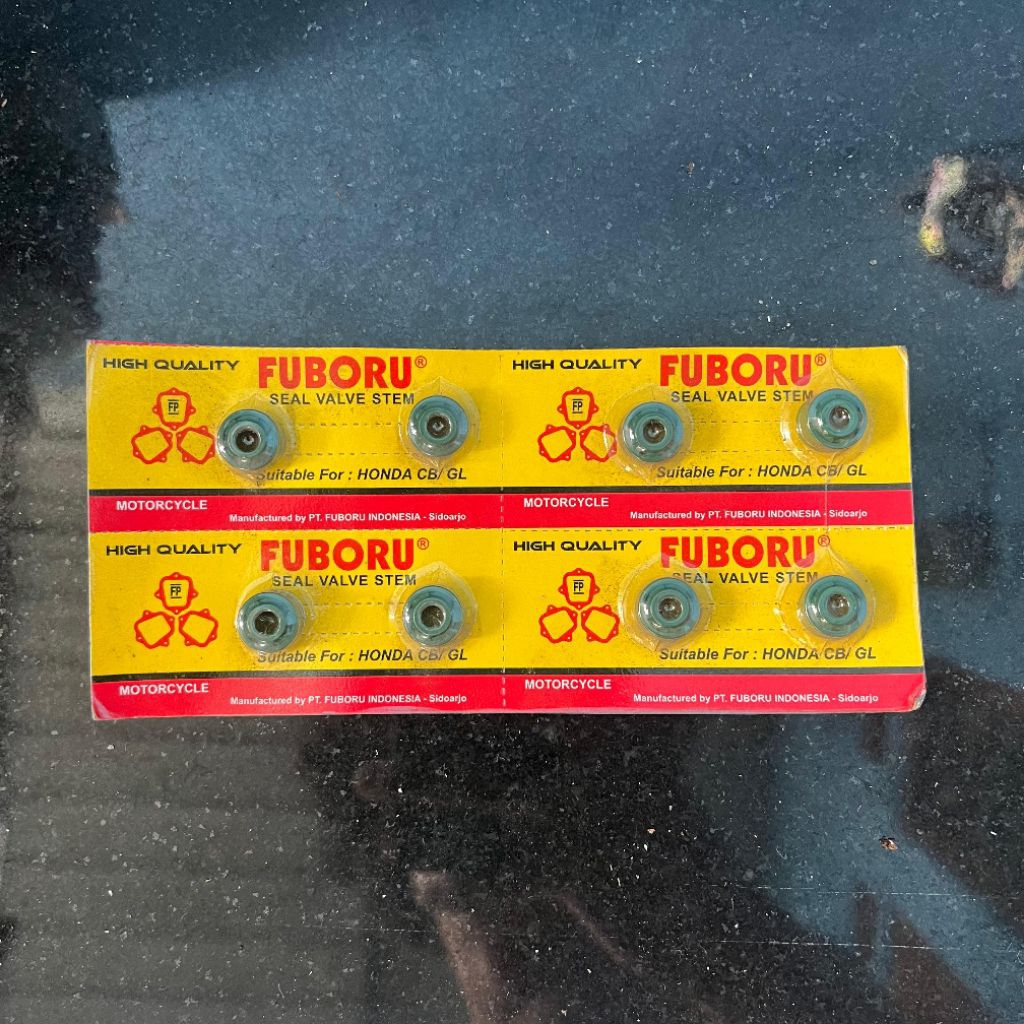 HIGH QUALITY FUBORU®
SEAL VALVE STEM
FP
Suitable For : HONDA CB/ GL
MOTORCYCLE
Manufactured by PT. FUBORU INDONESIA - Sidoarjo
HIGH QUALITY FUBORU®
SEAL VALVE STEM
FP
Suitable For : HONDA CB/ GL
MOTORCYCLE
Manufactured by PT. FUBORU INDONESIA - Sidoarjo
HIGH QUALITY FUBORU®
SEAL VALVE STEM
FP
Suitable For : HONDA CB/ GL
MOTORCYCLE
Manufactured by PT. FUBORU INDONESIA - Sidoarjo
HIGH QUALITY FUBORU®
SEAL VALVE STEM
FP
Suitable For : HONDA CB/ GL
MOTORCYCLE
Manufactured by PT. FUBORU INDONESIA - Sidoarjo